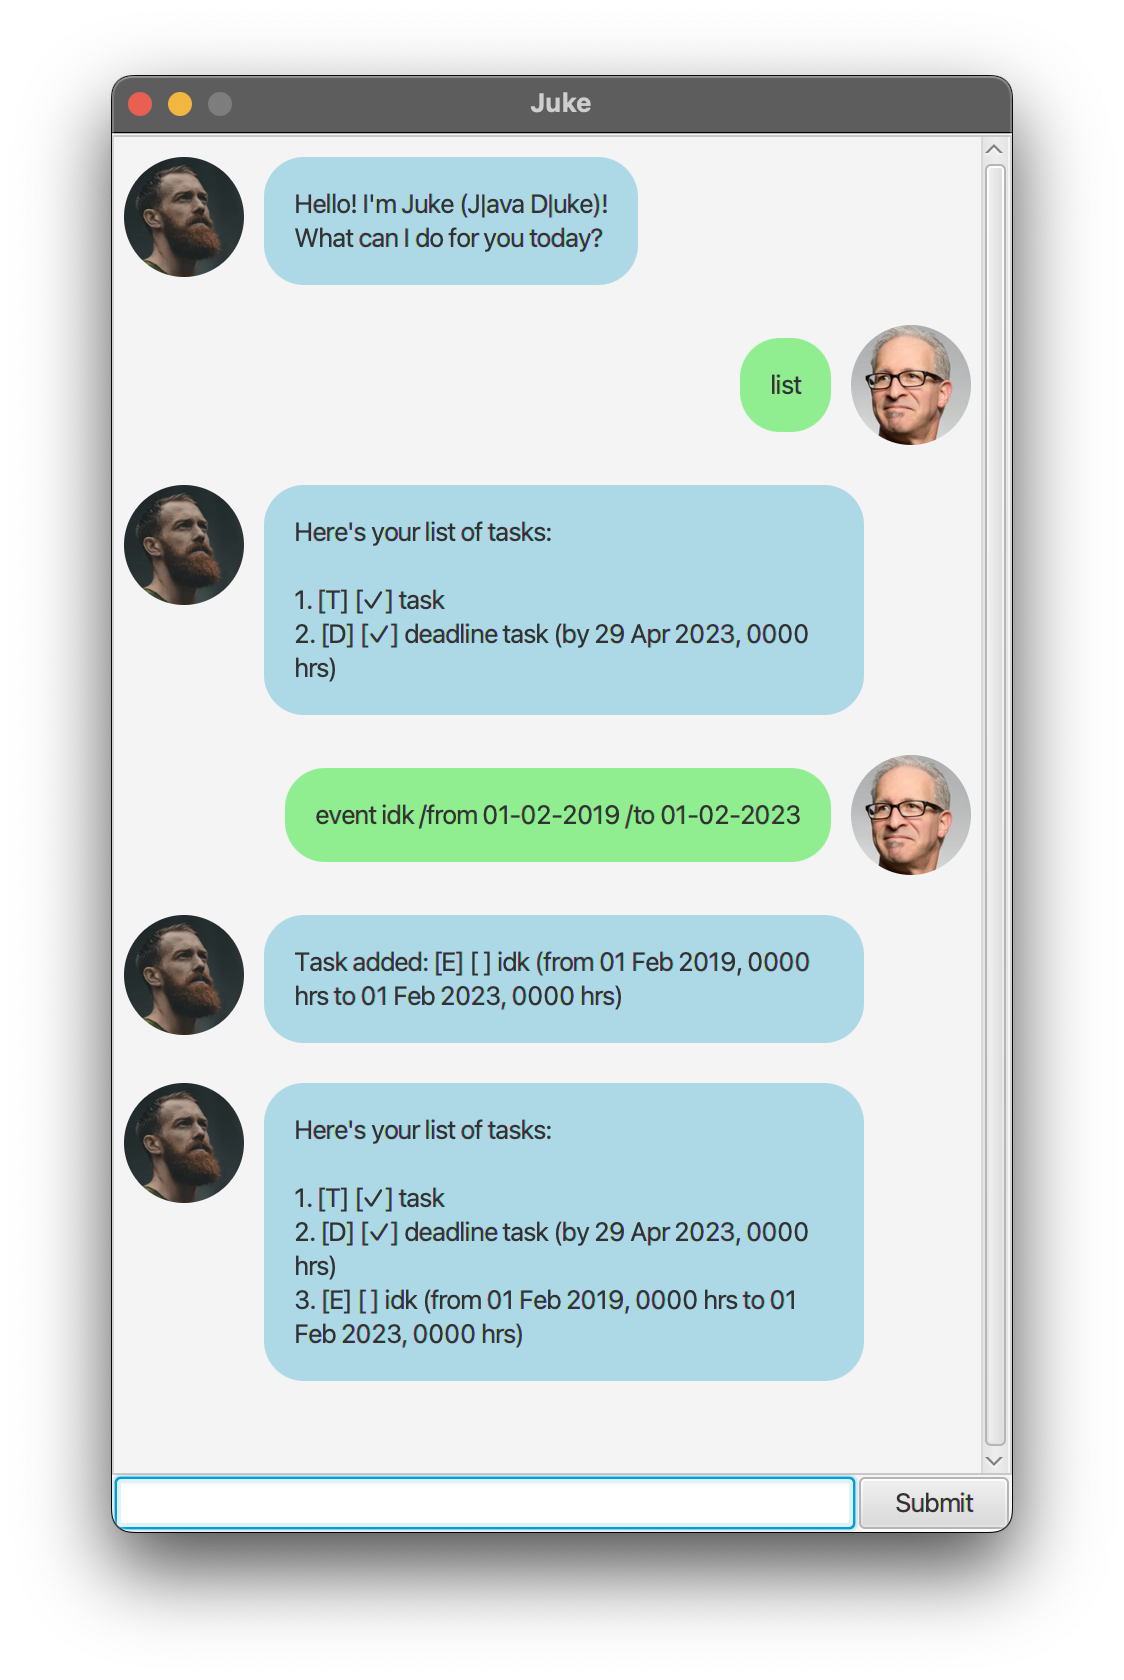 Juke
Hello! I'm Juke (J|ava D|uke)!
What can I do for you today?
list
Here's your list of tasks:
1. [T] [✓] task
2. [D] [✓] deadline task (by 29 Apr 2023, 0000
hrs)
event idk /from 01-02-2019 /to 01-02-2023
Task added: [E] [ ] idk (from 01 Feb 2019, 0000
hrs to 01 Feb 2023, 0000 hrs)
Here's your list of tasks:
1. [T] [✓] task
2. [D] [✓] deadline task (by 29 Apr 2023, 0000
hrs)
3. [E] [ ] idk (from 01 Feb 2019, 0000 hrs to 01
Feb 2023, 0000 hrs)
Submit